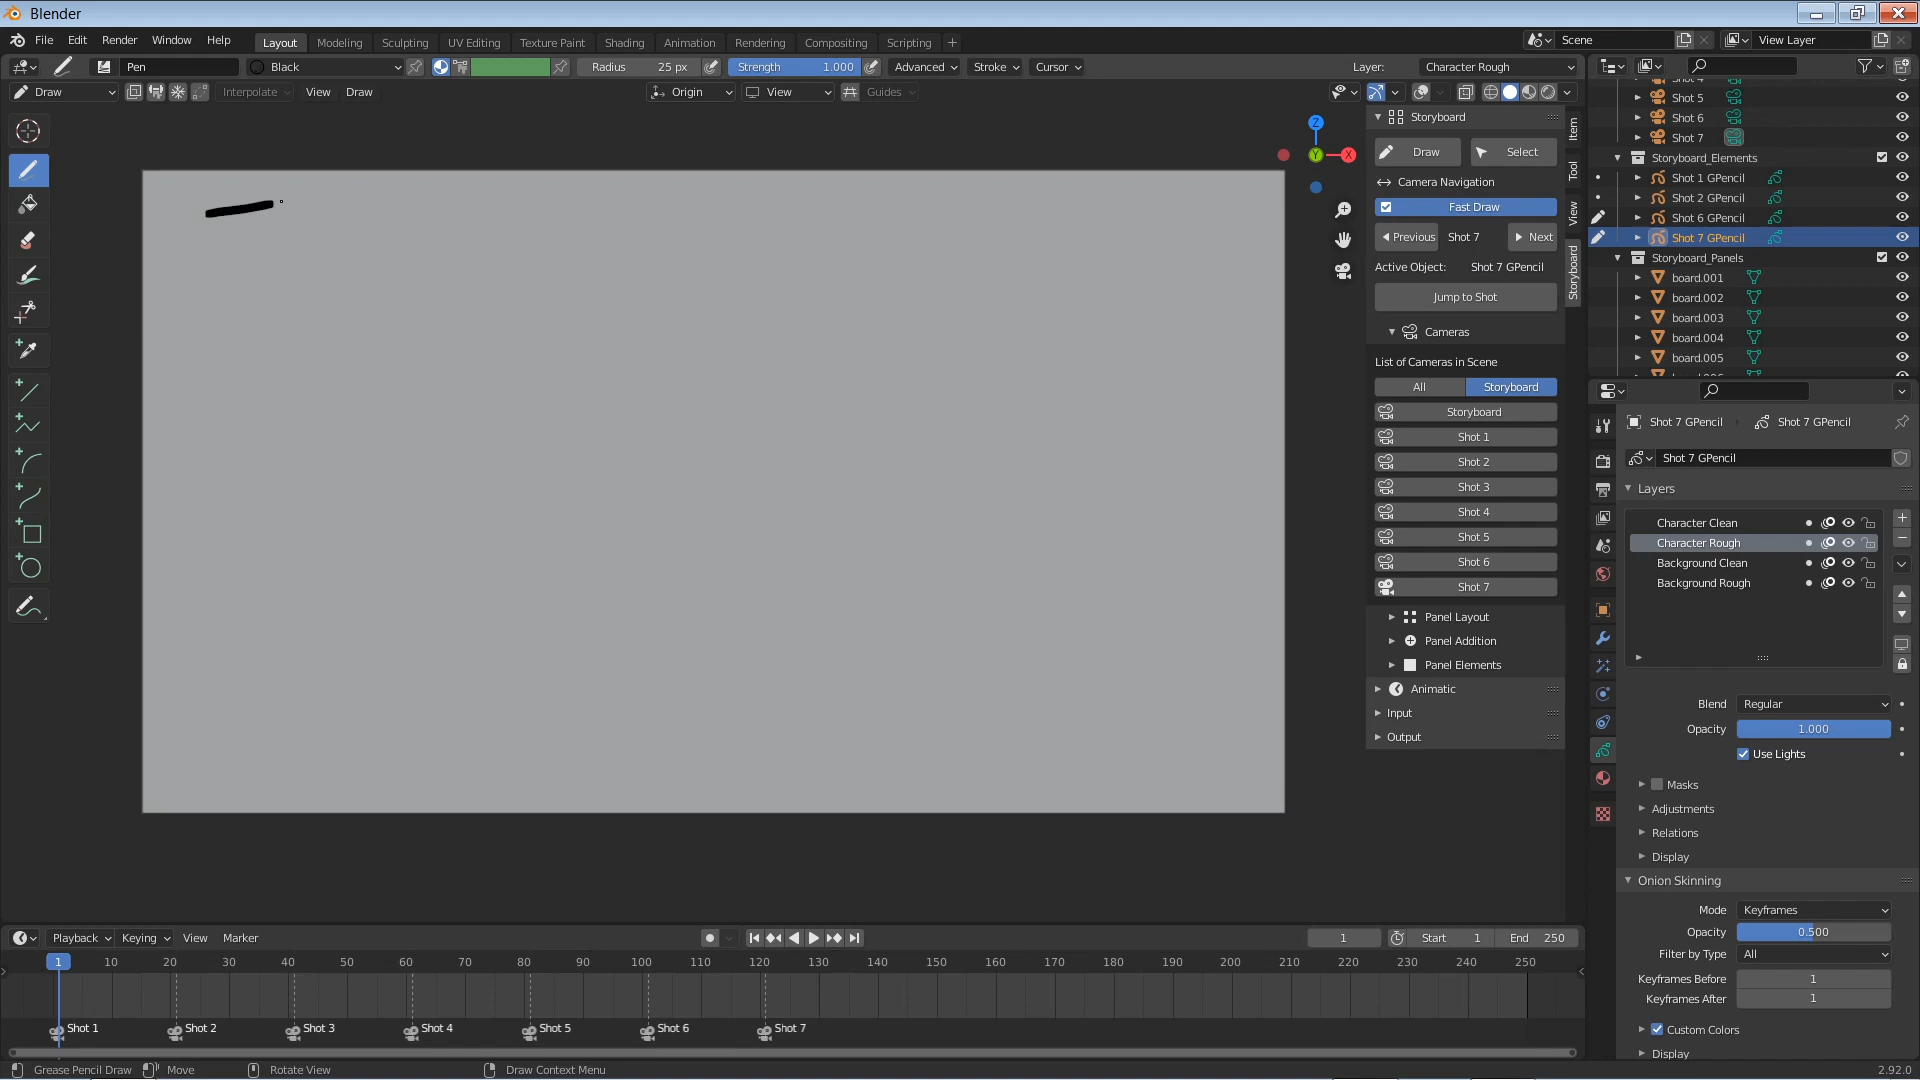 Blender
File Edit Render Window Help
Layout Modeling Sculpting UV Editing Texture Paint Shading Animation Rendering Compositing Scripting +
Scene
View Layer
Pen
Black
Radius 25 px
Strength 1.000
Advanced
Stroke
Cursor
Layer: Character Rough
Draw
Interpolate
View
Draw
Origin
View
Guides
Z
Y
X
Storyboard
Draw
Select
Camera Navigation
Fast Draw
Previous Shot 7 Next
Active Object: Shot 7 GPencil
Jump to Shot
Cameras
List of Cameras in Scene
All
Storyboard
Storyboard
Shot 1
Shot 2
Shot 3
Shot 4
Shot 5
Shot 6
Shot 7
Panel Layout
Panel Addition
Panel Elements
Animatic
Input
Output
Item
Tool
View
Storyboard
Shot 5
Shot 6
Shot 7
Storyboard_Elements
Shot 1 GPencil
Shot 2 GPencil
Shot 6 GPencil
Shot 7 GPencil
Storyboard_Panels
board.001
board.002
board.003
board.004
board.005
Shot 7 GPencil
Shot 7 GPencil
Shot 7 GPencil
Layers
Character Clean
Character Rough
Background Clean
Background Rough
Blend Regular
Opacity 1.000
Use Lights
Masks
Adjustments
Relations
Display
Onion Skinning
Mode Keyframes
Opacity 0.500
Filter by Type All
Keyframes Before 1
Keyframes After 1
Custom Colors
Display
Playback
Keying
View
Marker
1
Start 1
End 250
1 10 20 30 40 50 60 70 80 90 100 110 120 130 140 150 160 170 180 190 200 210 220 230 240 250
Shot 1 Shot 2 Shot 3 Shot 4 Shot 5 Shot 6 Shot 7
Grease Pencil Draw
Move
Rotate View
Draw Context Menu
2.92.0